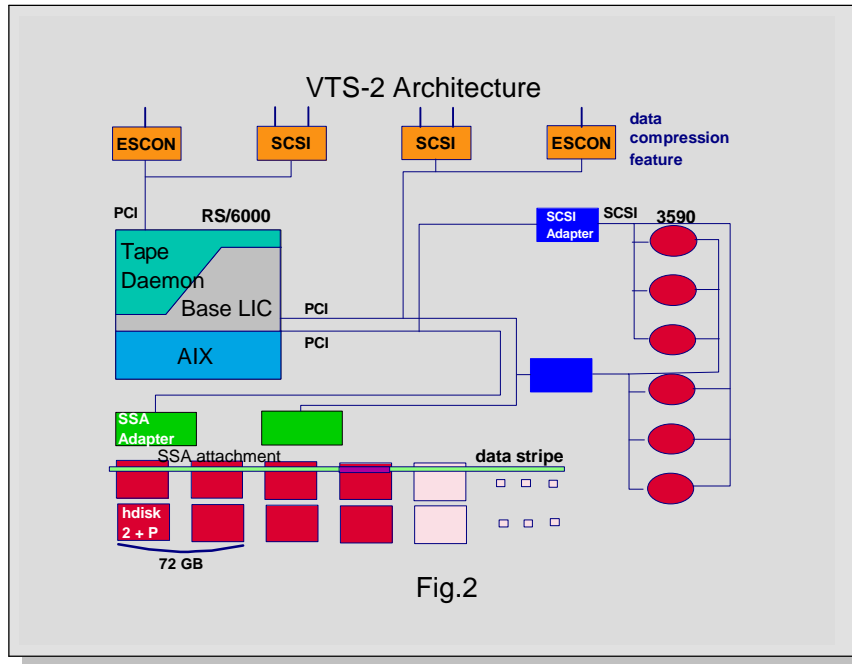 VTS-2 Architecture
ESCON
SCSI
SCSI
ESCON
data
compression
feature
PCI
RS/6000
SCSI
Adapter
SCSI
3590
Tape
Daemon
Base LIC
PCI
PCI
AIX
SSA
Adapter
SSA attachment
data stripe
hdisk
2 + P
72 GB
Fig.2